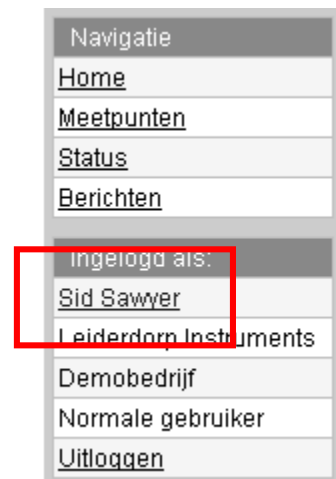 Navigatie
Home
Meetpunten
Status
Berichten
Ingelogd als:
Sid Sawyer
Leiderdorp Instruments
Demobedrijf
Normale gebruiker
Uitloggen